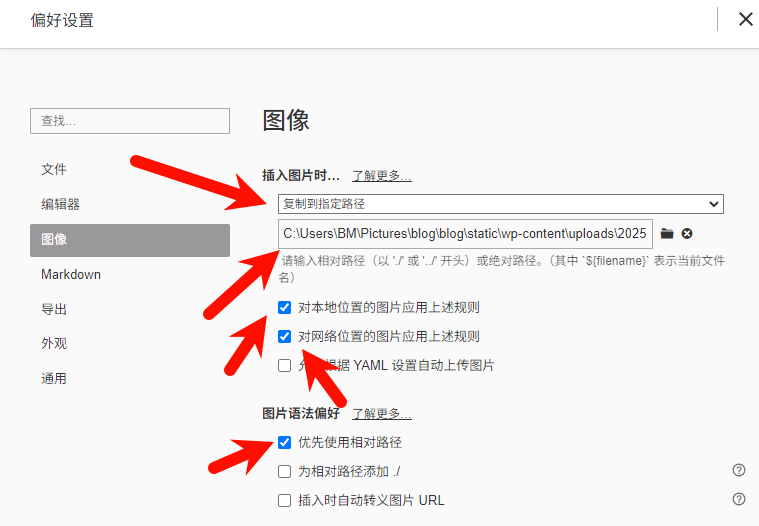 偏好设置
查找...
文件
编辑器
图像
Markdown
导出
外观
通用
图像
插入图片时... 了解更多...
复制到指定路径
C:\Users\BM\Pictures\blog\blog\static\wp-content\uploads\2025
请输入相对路径（以 './' 或 '../' 开头）或绝对路径。（其中 `${filename}` 表示当前文件
名）
对本地位置的图片应用上述规则
对网络位置的图片应用上述规则
根据 YAML 设置自动上传图片
图片语法偏好 了解更多...
优先使用相对路径
为相对路径添加 ./
插入时自动转义图片 URL